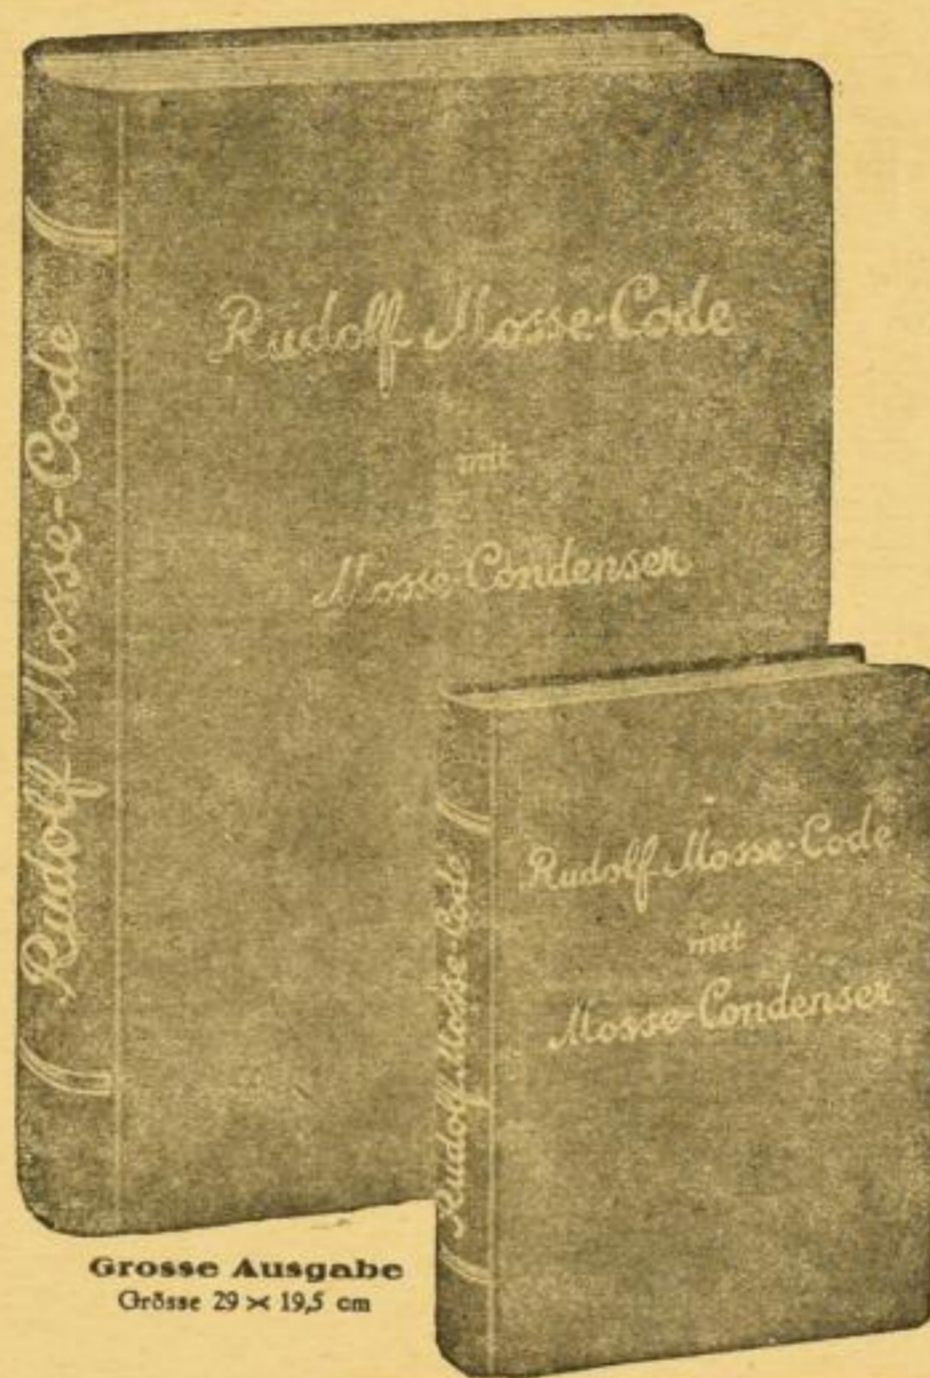 Rudolf Mosse-Code
Rudolf Mosse-Code
mit
Mosse-Condenser
Rudolf Mosse-Code
Rudolf Mosse-Code
mit
Mosse-Condenser
Grosse Ausgabe
Grösse 29 × 19,5 cm